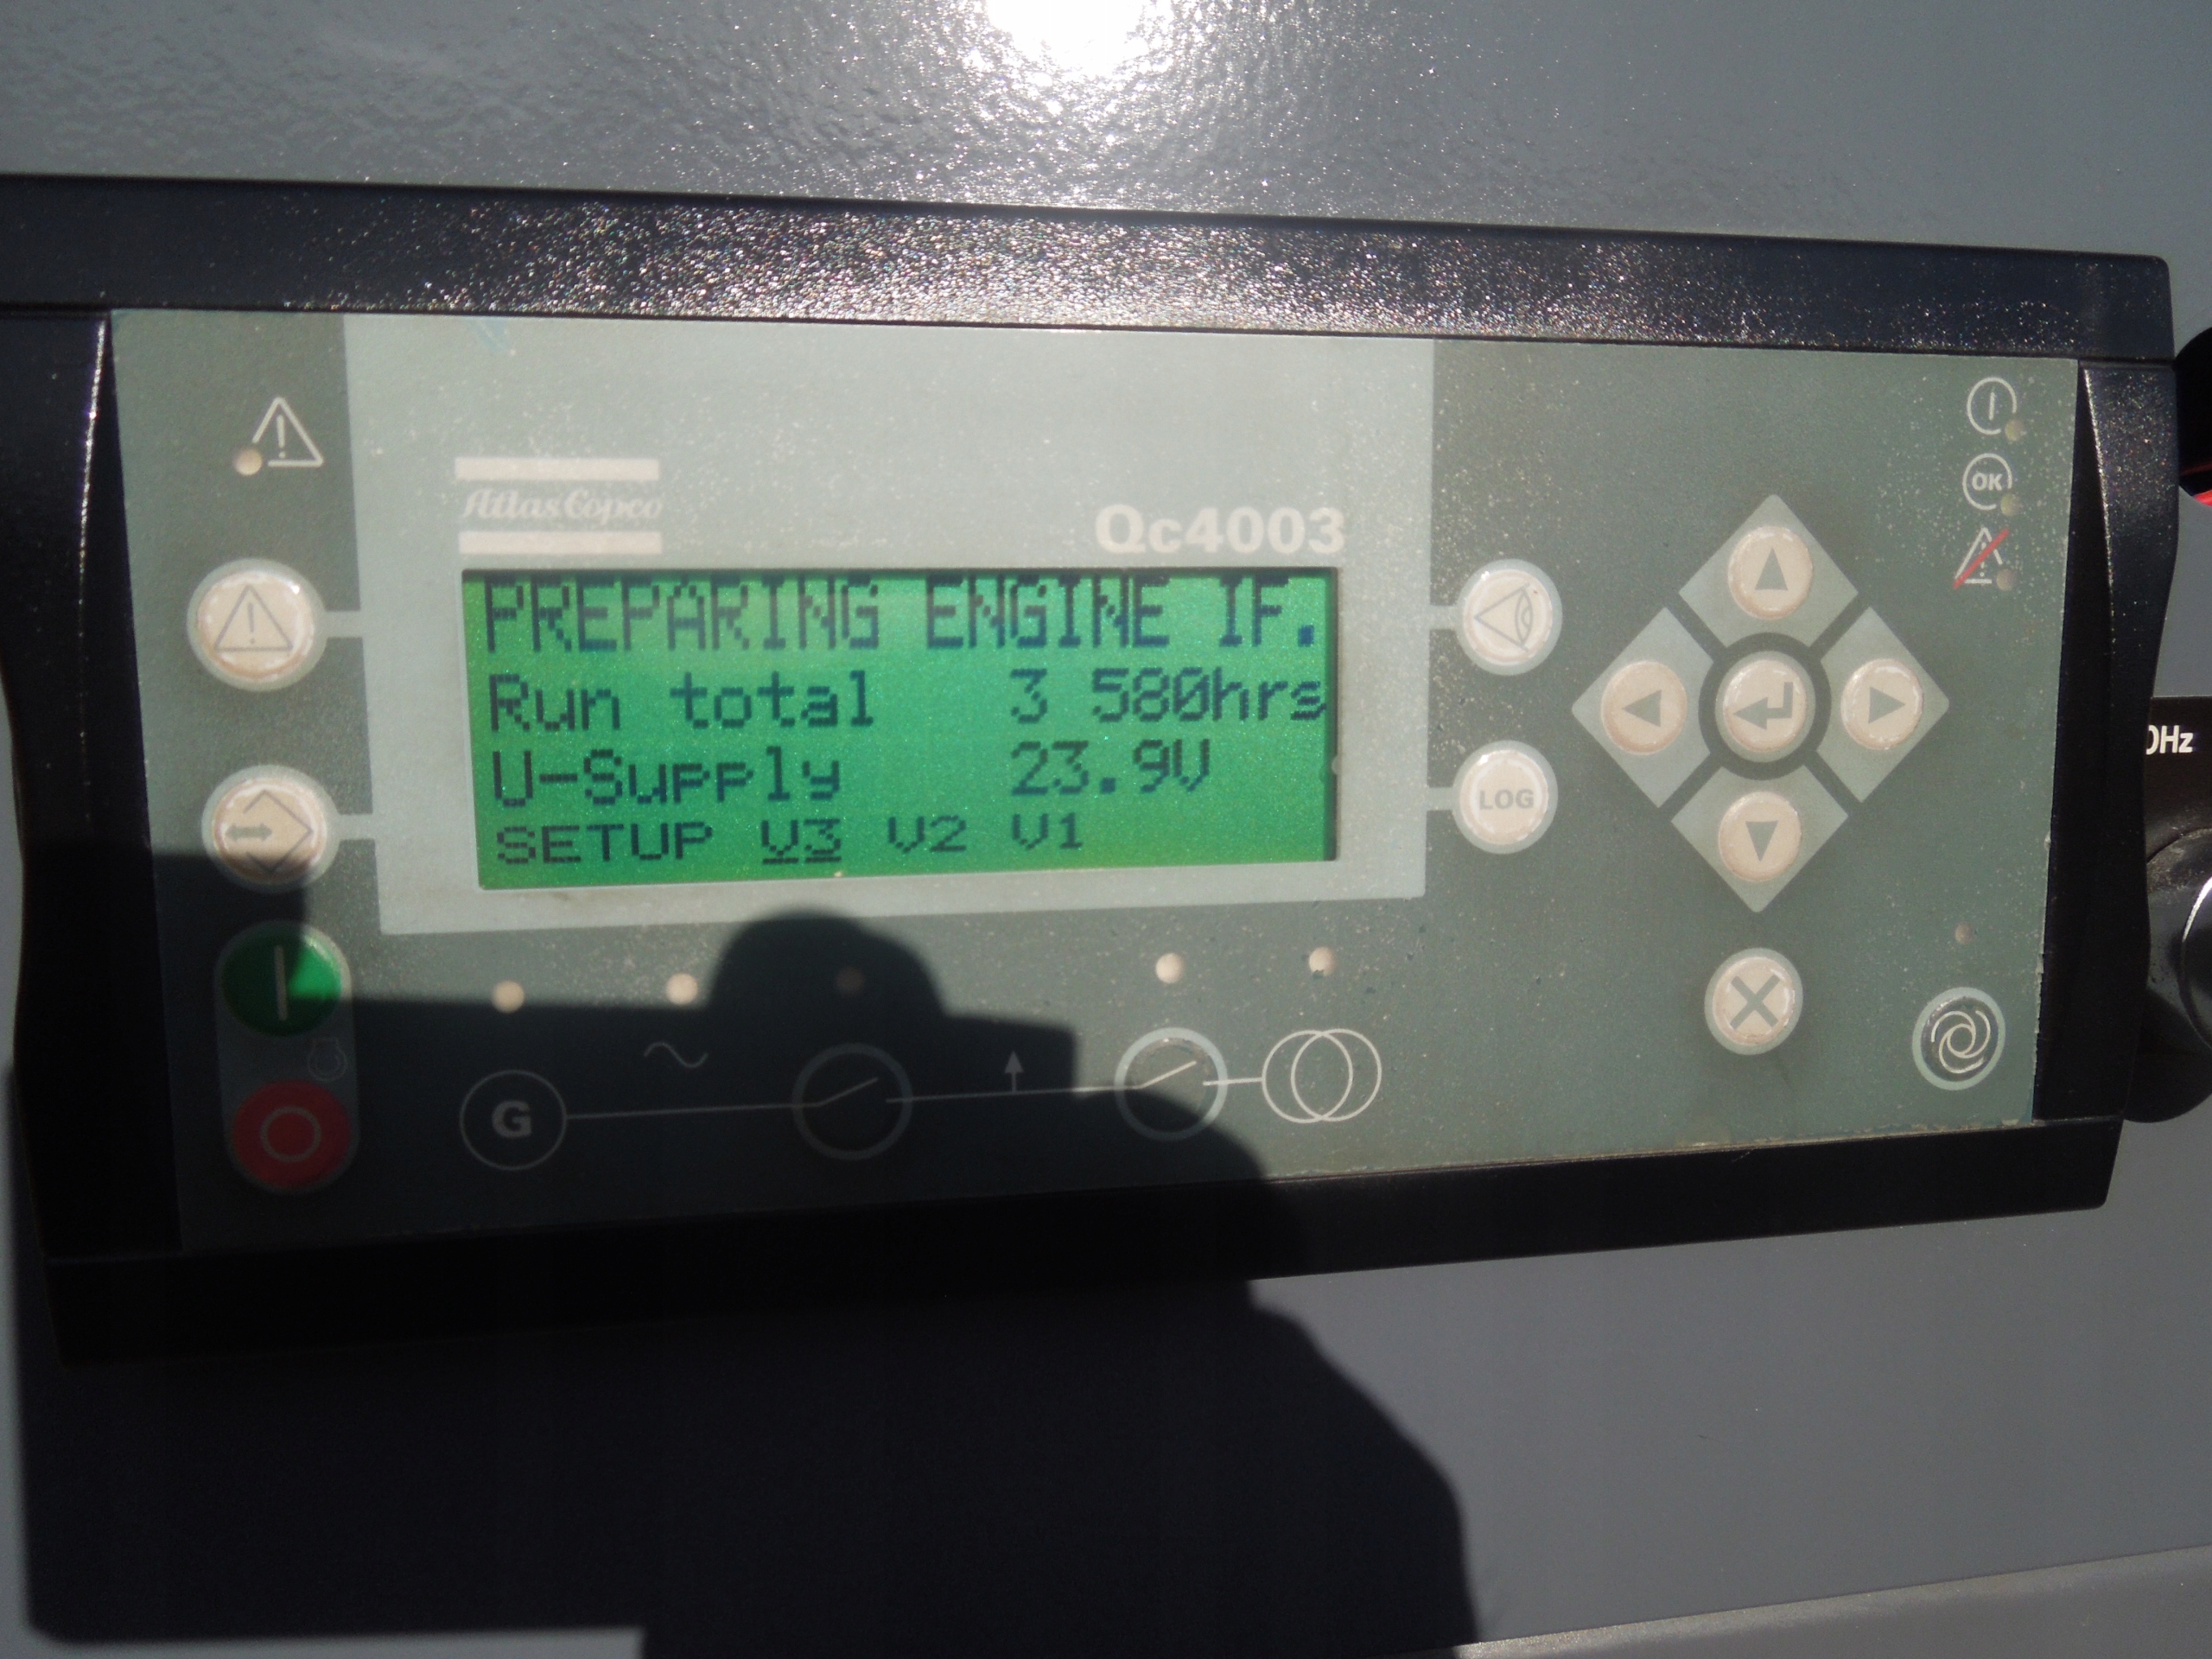 Atlas Copco
Qc4003
PREPARING ENGINE IF.
Run total 3 580hrs
U-Supply 23.9V
SETUP V3 V2 V1
OK
LOG
0Hz
G